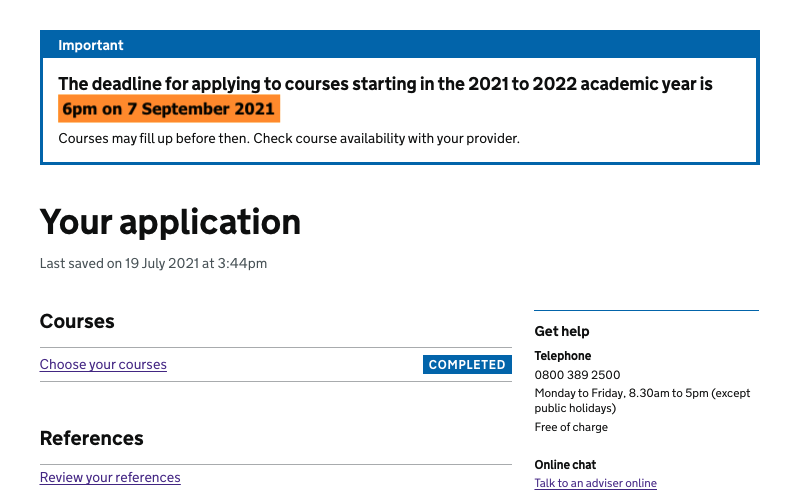 Important
The deadline for applying to courses starting in the 2021 to 2022 academic year is
6pm on 7 September 2021
Courses may fill up before then. Check course availability with your provider.
Your application
Last saved on 19 July 2021 at 3:44pm
Courses
Choose your courses
COMPLETED
References
Review your references
Get help
Telephone
0800 389 2500
Monday to Friday, 8.30am to 5pm (except
public holidays)
Free of charge
Online chat
Talk to an adviser online